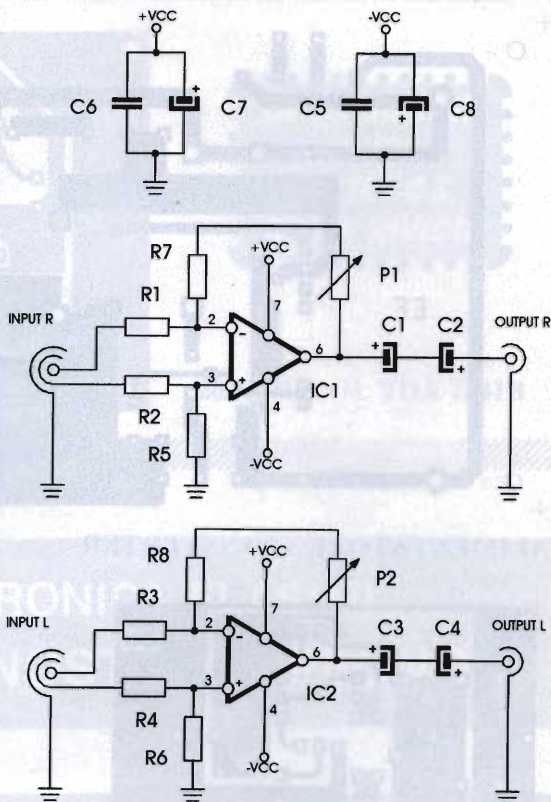 +VCC -VCC
C6 C7 C5 C8
+ +
R7 +VCC P1
R1 7
INPUT R 2 - C1 C2 OUTPUT R
6 + +
3 + IC1
R2 4
R5 -VCC
R8 +VCC P2
R3 7
INPUT L 2 - C3 C4 OUTPUT L
6 + +
3 + IC2
R4 4
R6 -VCC